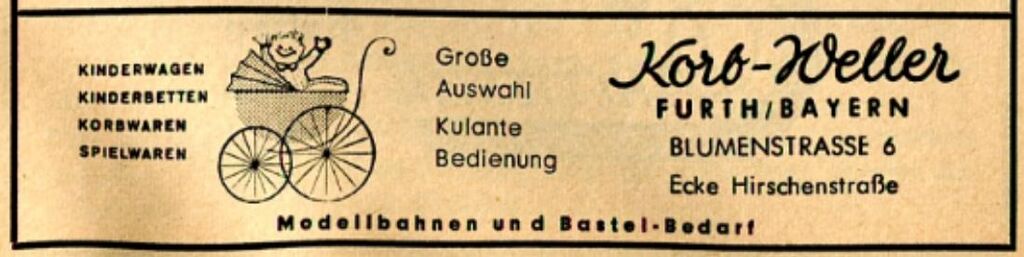 KINDERWAGEN
KINDERBETTEN
KORBWAREN
SPIELWAREN
Große
Auswahl
Kulante
Bedienung
Korb-Weller
FURTH/BAYERN
BLUMENSTRASSE 6
Ecke Hirschenstraße
Modellbahnen und Bastel-Bedarf